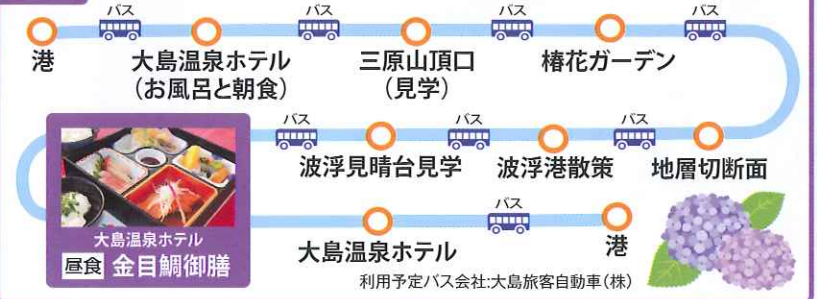 バス
バス
バス
バス
港
大島温泉ホテル
(お風呂と朝食)
三原山頂口
(見学)
椿花ガーデン
バス
バス
バス
地層切断面
波浮港散策
波浮見晴台見学
大島温泉ホテル
昼食 金目鯛御膳
大島温泉ホテル
バス
港
利用予定バス会社:大島旅客自動車(株)